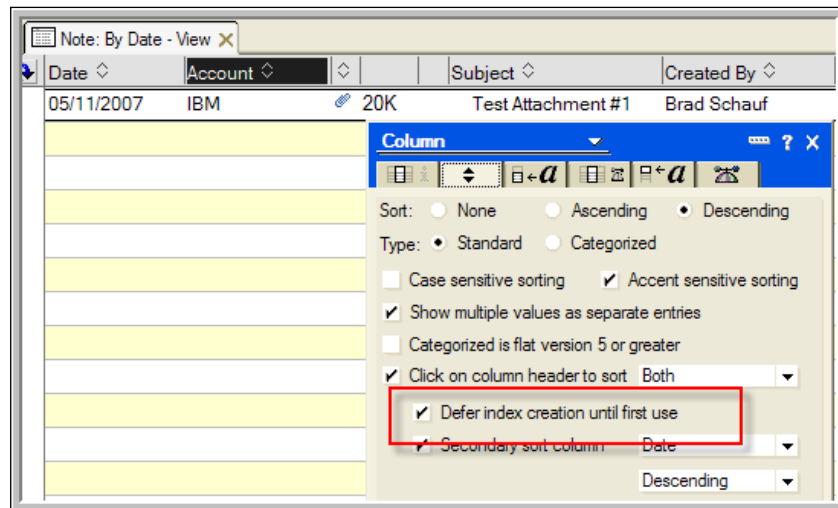 Note: By Date - View
Date Account Subject Created By
05/11/2007 IBM 20K Test Attachment #1 Brad Schauf
Column ?
i a a
Sort: None Ascending Descending
Type: Standard Categorized
Case sensitive sorting Accent sensitive sorting
Show multiple values as separate entries
Categorized is flat version 5 or greater
Click on column header to sort Both
Defer index creation until first use
Secondary sort column Date
Descending